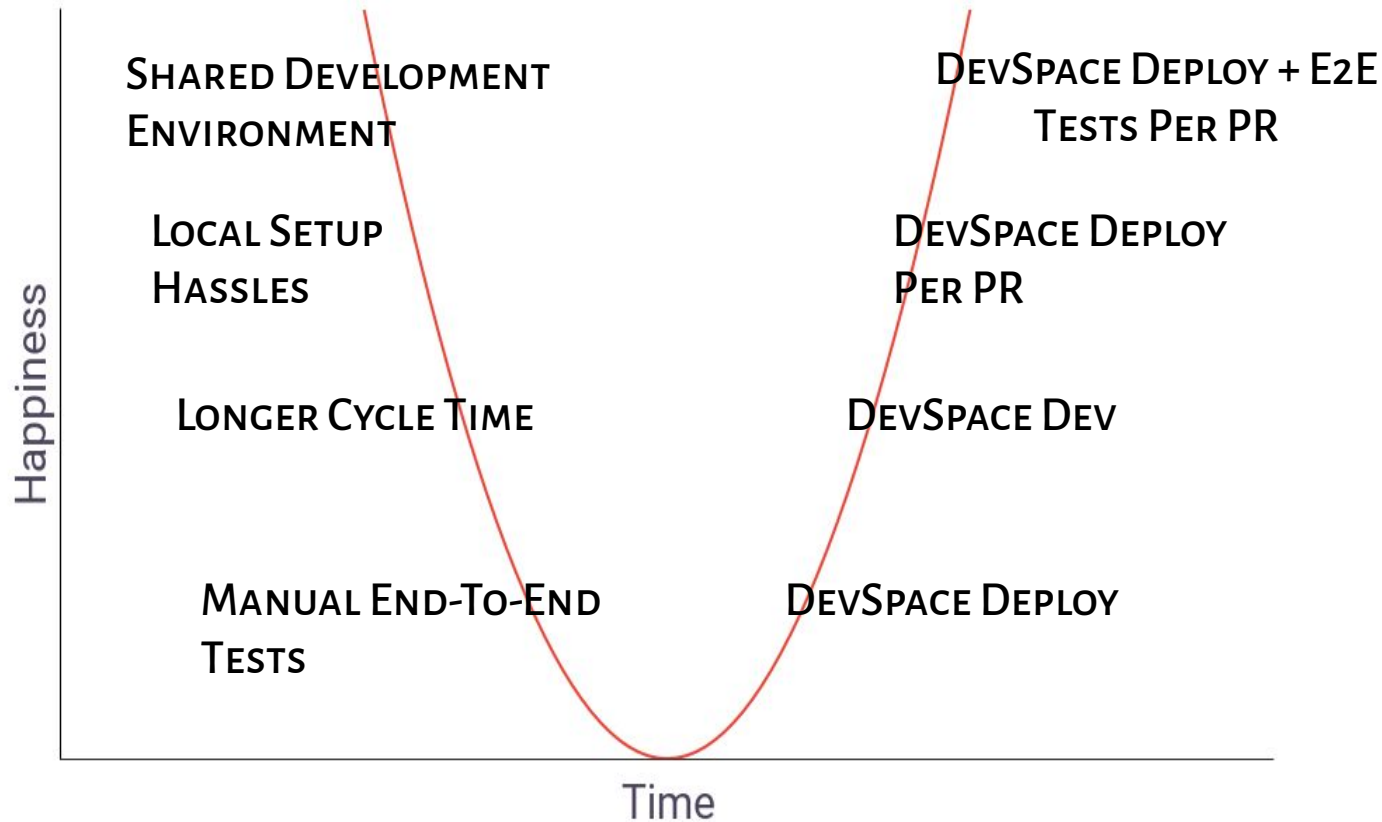 Shared Development
Environment
Local Setup
Hassles
Longer Cycle Time
Manual End-To-End
Tests
DevSpace Deploy + E2E
Tests Per PR
DevSpace Deploy
Per PR
DevSpace Dev
DevSpace Deploy
Happiness
Time